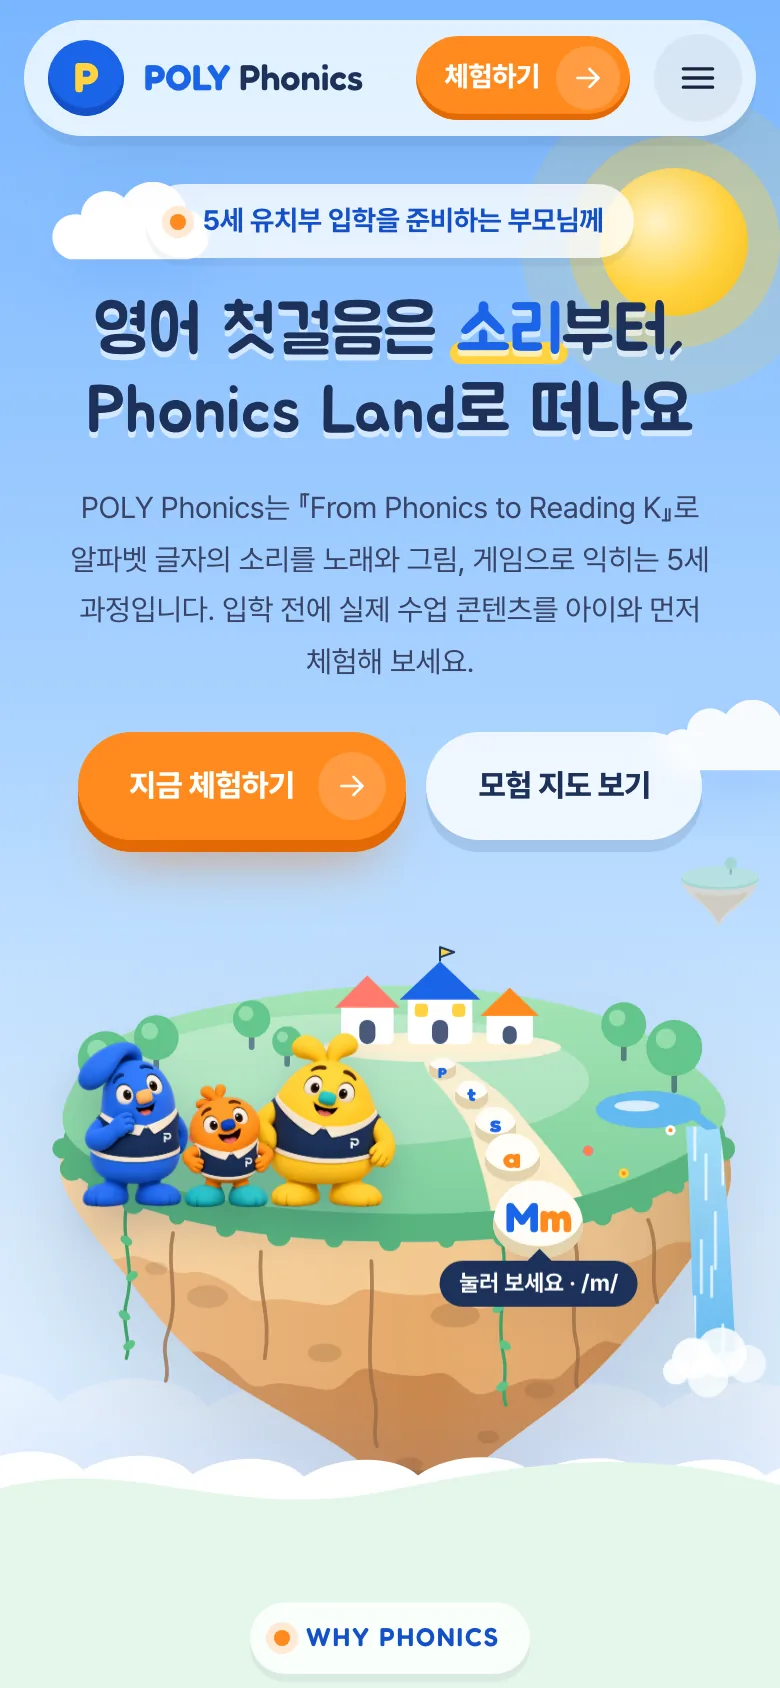 P
POLY Phonics
체험하기
5세 유치부 입학을 준비하는 부모님께
영어 첫걸음은 소리부터,
Phonics Land로 떠나요
POLY Phonics는 『From Phonics to Reading K』로
알파벳 글자의 소리를 노래와 그림, 게임으로 익히는 5세
과정입니다. 입학 전에 실제 수업 콘텐츠를 아이와 먼저
체험해 보세요.
지금 체험하기
모험 지도 보기
P
t
s
a
Mm
눌러 보세요 · /m/
P
P
P
WHY PHONICS